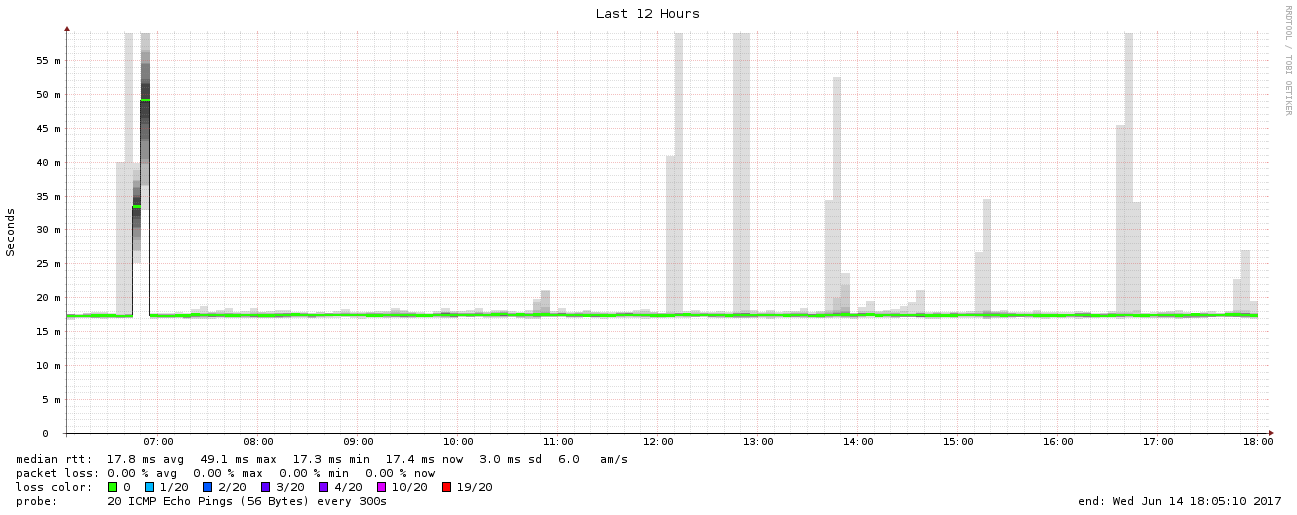 Last 12 Hours
RRDTOOL / TOBI OETIKER
Seconds
55 m
50 m
45 m
40 m
35 m
30 m
25 m
20 m
15 m
10 m
5 m
0
07:00 08:00 09:00 10:00 11:00 12:00 13:00 14:00 15:00 16:00 17:00 18:00
median rtt: 17.8 ms avg 49.1 ms max 17.3 ms min 17.4 ms now 3.0 ms sd 6.0 am/s
packet loss: 0.00 % avg 0.00 % max 0.00 % min 0.00 % now
loss color: 0 1/20 2/20 3/20 4/20 10/20 19/20
probe: 20 ICMP Echo Pings (56 Bytes) every 300s end: Wed Jun 14 18:05:10 2017